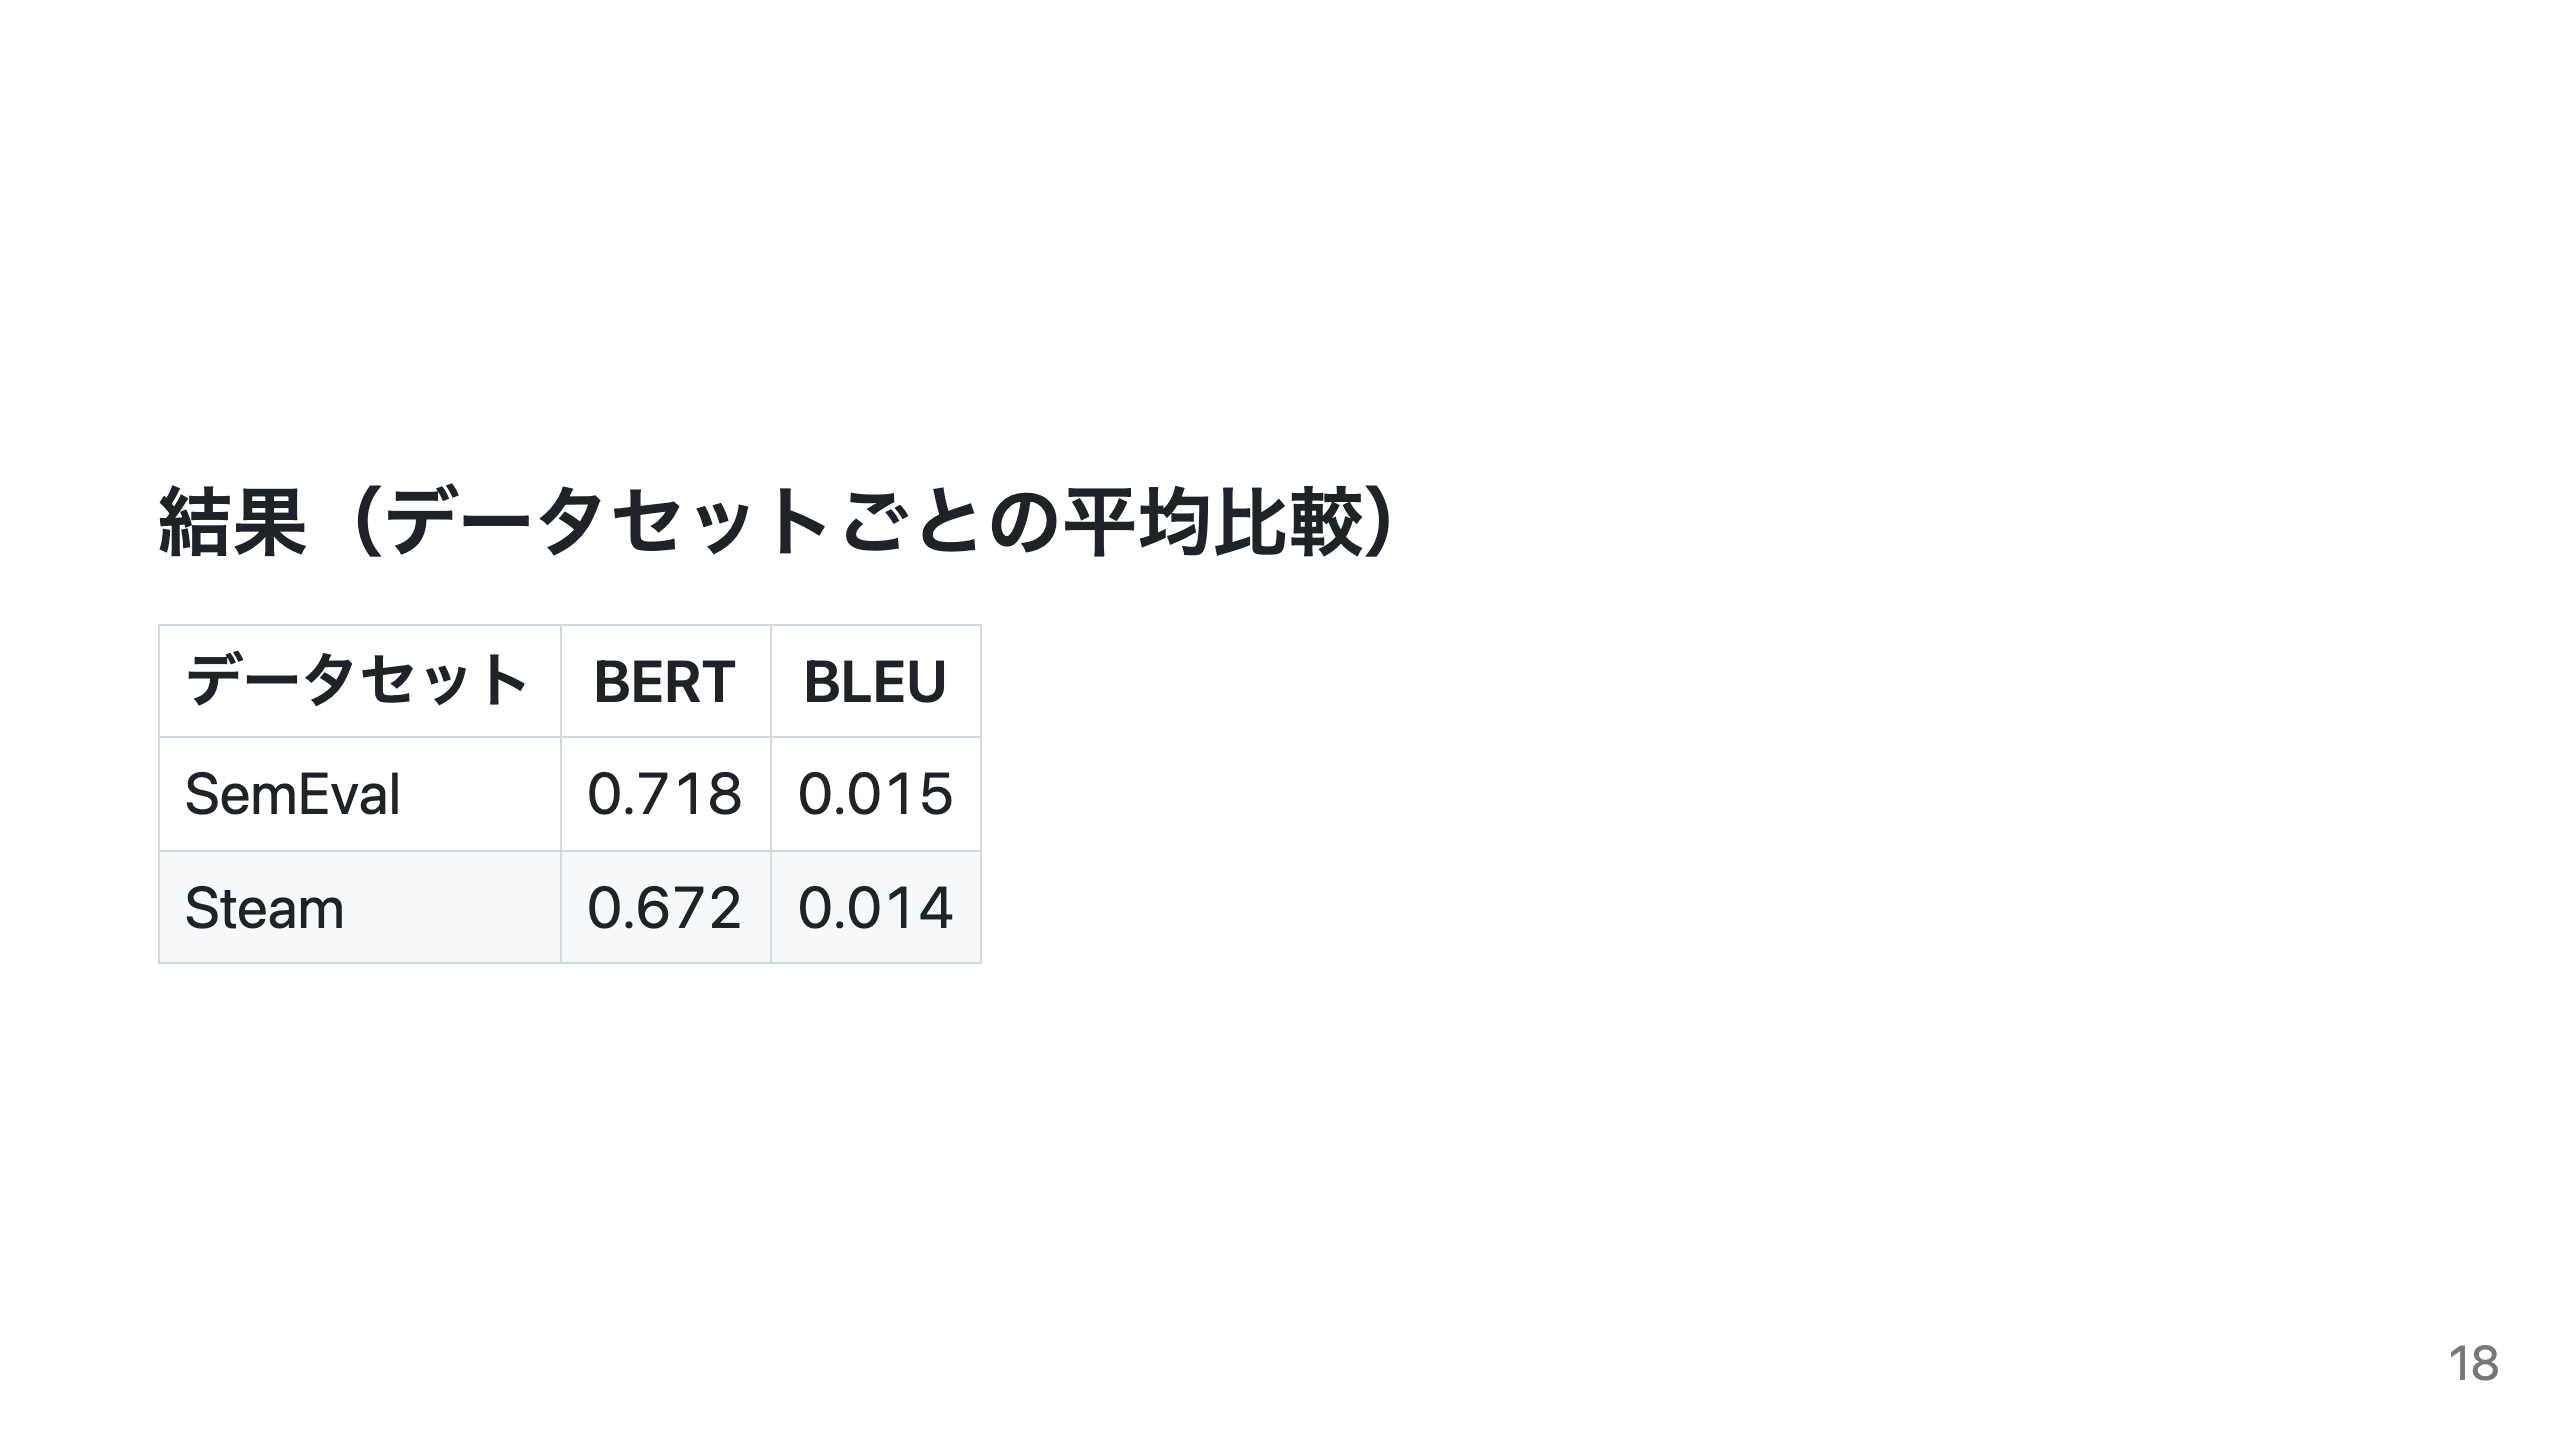 結果（データセットごとの平均比較）
データセット BERT BLEU
SemEval 0.718 0.015
Steam 0.672 0.014
18